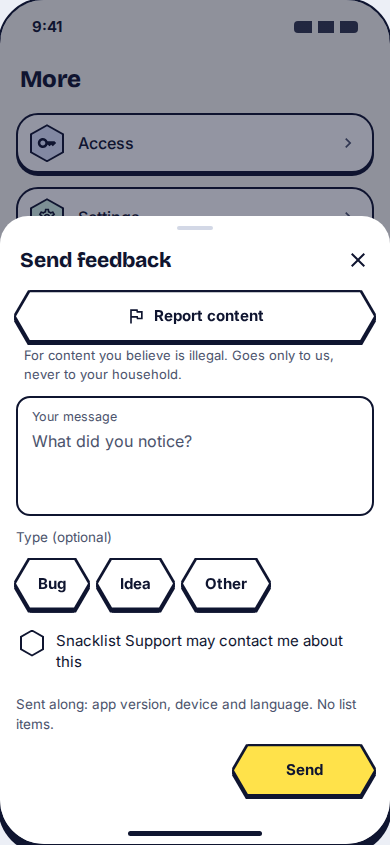 9:41
More
Access
Settings
Send feedback
Report content
For content you believe is illegal. Goes only to us,
never to your household.
Your message
What did you notice?
Type (optional)
Bug
Idea
Other
Snacklist Support may contact me about
this
Sent along: app version, device and language. No list
items.
Send